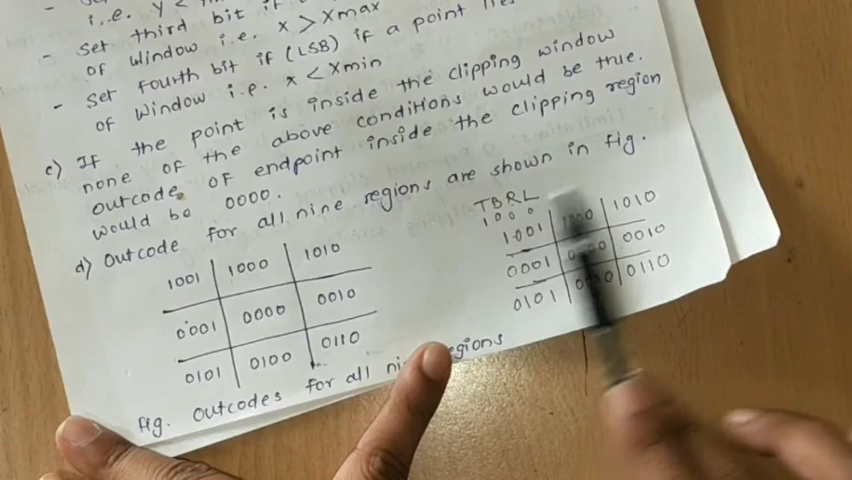 i.e. y <
- Set third bit if
of window i.e. x > xmax
- Set fourth bit if (LSB) if a point lies
of window i.e. x < xmin
c) If the point is inside the clipping window
none of the above conditions would be true.
outcode of endpoint inside the clipping region
would be 0000.
d) Outcode for all nine regions are shown in fig.
1001 1000 1010
0001 0000 0010
0101 0100 0110
fig. Outcodes for all regions
TBRL
1000
1001 1000 1010
0001 0010
0101 0110